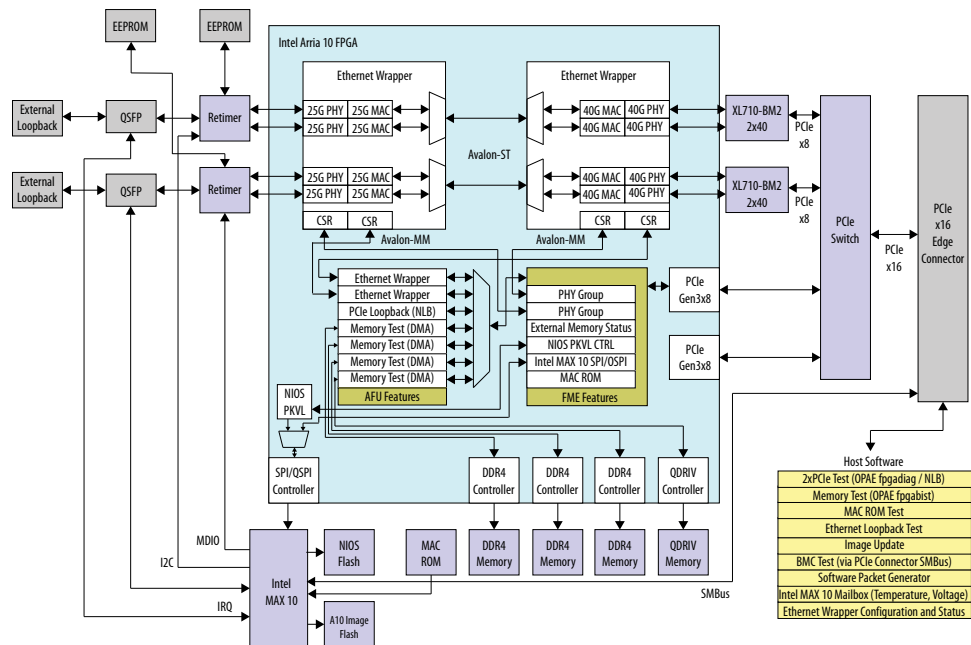 EEPROM
EEPROM
Intel Arria 10 FPGA
Ethernet Wrapper
Ethernet Wrapper
External
Loopback
QSFP
Retimer
25G PHY
25G MAC
25G PHY
25G MAC
40G MAC
40G PHY
40G MAC
40G PHY
XL710-BM2
2x40
PCIe
x8
Avalon-ST
External
Loopback
QSFP
Retimer
25G PHY
25G MAC
25G PHY
25G MAC
40G MAC
40G PHY
40G MAC
40G PHY
XL710-BM2
2x40
PCIe
x8
CSR
CSR
Avalon-MM
CSR
CSR
Avalon-MM
PCIe
Switch
PCIe
x16
PCIe
x16
Edge
Connector
Ethernet Wrapper
Ethernet Wrapper
PCIe Loopback (NLB)
Memory Test (DMA)
Memory Test (DMA)
Memory Test (DMA)
Memory Test (DMA)
AFU Features
PHY Group
PHY Group
External Memory Status
NIOS PKVL CTRL
Intel MAX 10 SPI/OSPI
MAC ROM
FME Features
PCIe
Gen3x8
PCIe
Gen3x8
NIOS
PKVL
SPI/QSPI
Controller
DDR4
Controller
DDR4
Controller
DDR4
Controller
QDRIV
Controller
MDIO
I2C
IRQ
Intel
MAX 10
NIOS
Flash
A10 Image
Flash
MAC
ROM
DDR4
Memory
DDR4
Memory
DDR4
Memory
QDRIV
Memory
SMBus
Host Software
2xPCIe Test (OPAE fpgadiag / NLB)
Memory Test (OPAE fpgabist)
MAC ROM Test
Ethernet Loopback Test
Image Update
BMC Test (via PCIe Connector SMBus)
Software Packet Generator
Intel MAX 10 Mailbox (Temperature, Voltage)
Ethernet Wrapper Configuration and Status